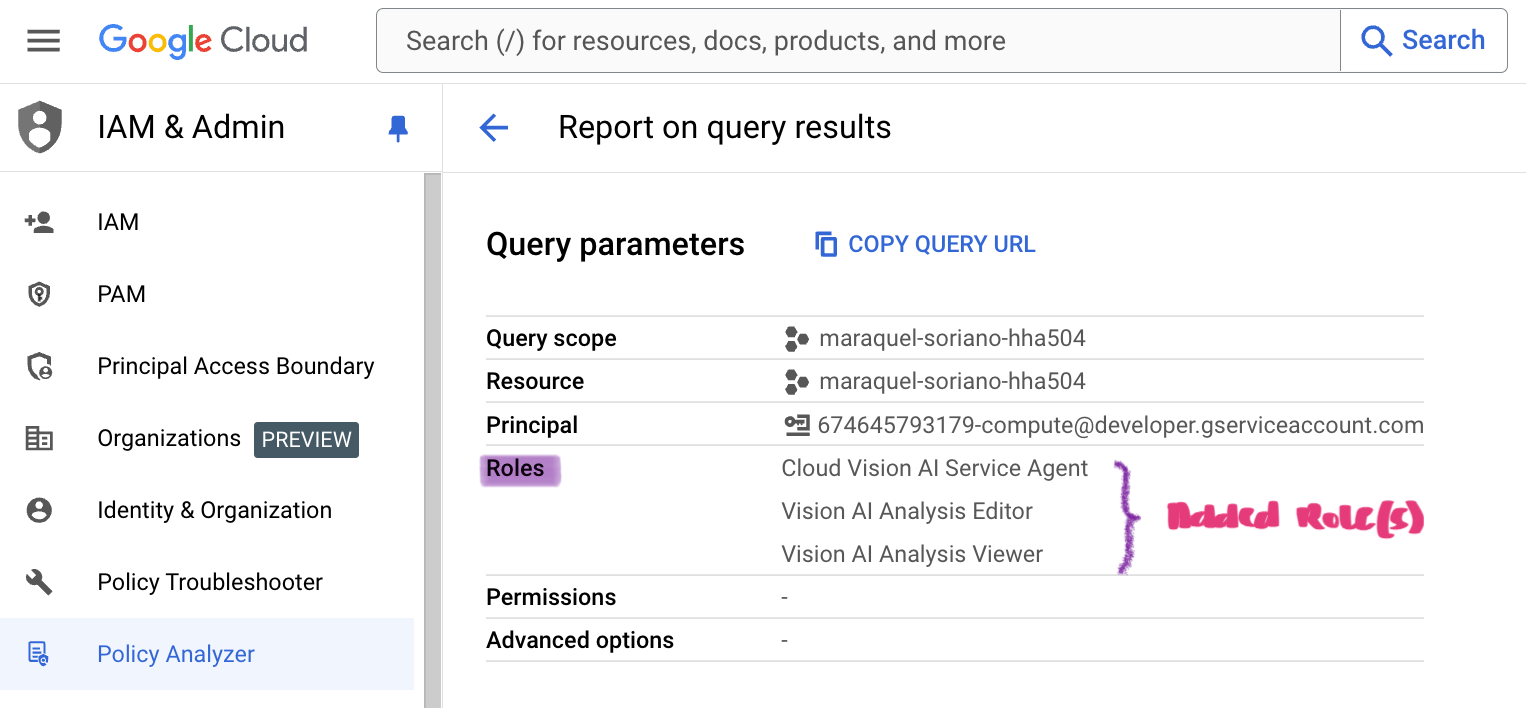 Google Cloud
Search (/) for resources, docs, products, and more
Search
IAM & Admin
Report on query results
IAM
PAM
Principal Access Boundary
Organizations PREVIEW
Identity & Organization
Policy Troubleshooter
Policy Analyzer
Query parameters
COPY QUERY URL
Query scope maraquel-soriano-hha504
Resource maraquel-soriano-hha504
Principal 674645793179-compute@developer.gserviceaccount.com
Roles Cloud Vision AI Service Agent
Vision AI Analysis Editor
Added Role(s)
Vision AI Analysis Viewer
Permissions -
Advanced options -